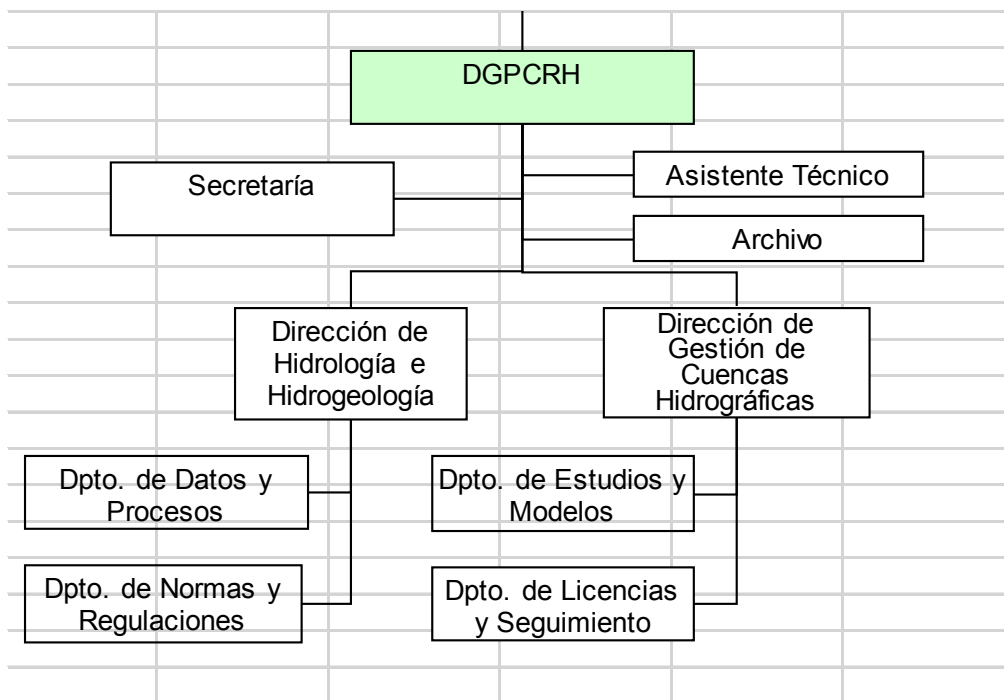 DGPCRH
Secretaría
Asistente Técnico
Archivo
Dirección de
Hidrología e
Hidrogeología
Dirección de
Gestión de
Cuencas
Hidrográficas
Dpto. de Datos y
Procesos
Dpto. de Estudios y
Modelos
Dpto. de Normas y
Regulaciones
Dpto. de Licencias
y Seguimiento